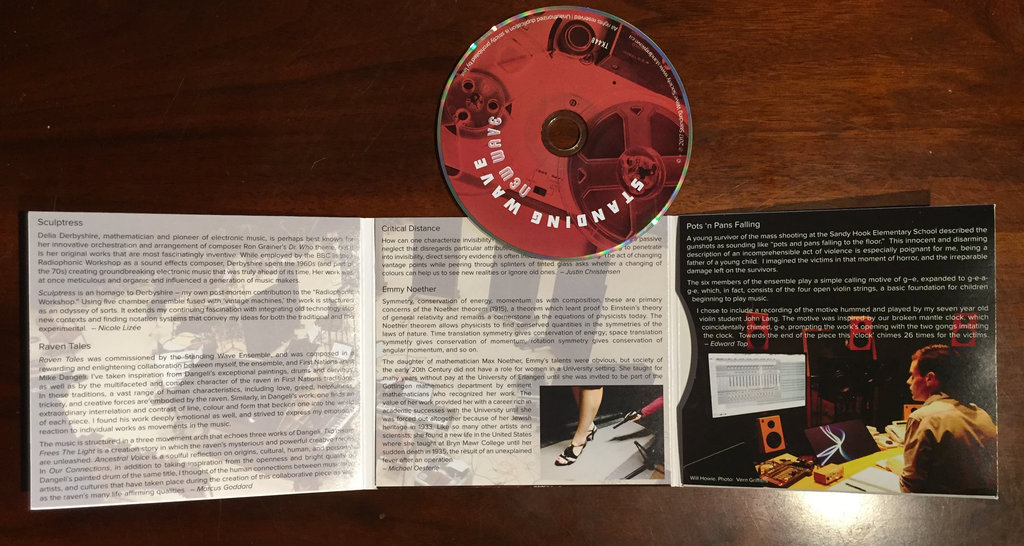 All rights reserved | Unauthorized duplication is strictly prohibited by law
© 2017 Standing Wave Society www.standingwave.ca
STANDING WAVE
NEW WAVE
Sculptress
Delia Derbyshire, mathematician and pioneer of electronic music, is perhaps best known for
her innovative orchestration and arrangement of composer Ron Grainer's Dr. Who theme, but it
is her original works that are most fascinatingly inventive. While employed by the BBC's
Radiophonic Workshop as a sound effects composer, Derbyshire spent the 1960s (and part of
the 70s) creating groundbreaking electronic music that was truly ahead of its time. Her work was
at once meticulous and organic and influenced a generation of music makers.
Sculptress is an homage to Derbyshire – my own post-mortem contribution to the "Radiophonic
Workshop." Using five chamber ensemble fused with 'vintage machines,' the work is structured
as an odyssey of sorts. It extends my continuing fascination with integrating old technology into
new contexts and finding novel systems that convey my ideas for both the traditional and the
experimental. – Nicole Lizée
Raven Tales
Raven Tales was commissioned by the Standing Wave Ensemble, and was composed in a
rewarding and enlightening collaboration between myself, the ensemble, and First Nations artist
Mike Dangeli. I've taken inspiration from Dangeli's exceptional paintings, drums and carvings,
as well as by the multifaceted and complex character of the raven in First Nations tradition.
In these traditions, a vast range of human characteristics, including love, greed, helpfulness,
trickery, and creative forces are embodied by the raven. Similarly, in Dangeli's work, one finds an
extraordinary interrelation and contrast of line, colour and form that beckon one into the
of each piece. I found his work deeply emotional as well, and strived to express my emotional
reaction to individual works as movements in the music.
The music is structured in a three movement arch that echoes three works of Dangeli. Txamsem
Frees The Light is a creation story in which the raven's mysterious and powerful creative forces
are unleashed. Ancestral Voice is a soulful reflection on origins, cultural, human, and personal.
In Our Connections, in addition to taking inspiration from the openness and bright quality of
Dangeli's painted drum of the same title, I thought of the human connections between musicians,
artists, and cultures that have taken place during the creation of this collaborative piece as well
as the raven's many life affirming qualities. – Marcus Goddard
Critical Distance
How can one characterize invisibility? passive
neglect that disregards particular attributes to penetrate
into invisibility, direct sensory evidence is often the act of changing
vantage points while peering through splinters of tinted glass asks whether a changing of
colours can help us to see new realities or ignore old ones. – Justin Christensen
Emmy Noether
Symmetry, conservation of energy, momentum: as with composition, these are primary
concerns of the Noether theorem (1915), a theorem which leant proof to Einstein's theory
of general relativity and remains a cornerstone in the equations of physicists today. The
Noether theorem allows physicists to find conserved quantities in the symmetries of the
laws of nature. Time translation symmetry gives conservation of energy; space translation
symmetry gives conservation of momentum; rotation symmetry gives conservation of
angular momentum, and so on.
The daughter of mathematician Max Noether, Emmy's talents were obvious, but society of
the early 20th Century did not have a role for women in a University setting. She taught for
many years without pay at the University of Erlangen until she was invited to be part of the
Gottingen mathematics department by eminent
mathematicians who recognized her work. The
value of her work provided her with a career rich in
academic successes with the University until she
was forced out altogether because of her Jewish
heritage in 1933. Like so many other artists and
scientists, she found a new life in the United States
where she taught at Bryn Mawr College until her
sudden death in 1935, the result of an unexplained
fever after an operation.
– Michael Oesterle
Pots 'n Pans Falling
A young survivor of the mass shooting at the Sandy Hook Elementary School described the
gunshots as sounding like "pots and pans falling to the floor." This innocent and disarming
description of an incomprehensible act of violence is especially poignant for me, being a
father of a young child. I imagined the victims in that moment of horror, and the irreparable
damage left on the survivors.
The six members of the ensemble play a simple calling motive of g-e, expanded to g-e-a-
g-e, which, in fact, consists of the four open violin strings, a basic foundation for children
beginning to play music.
I chose to include a recording of the motive hummed and played by my seven year old
violin student John Lang. The motive was inspired by our broken mantle clock which
coincidentally chimed, g-e, prompting the work's opening with the two gongs that
the clock. Towards the end of the piece the clock chimes 26 times for the victims.
– Edward Top
Will Howie. Photo: Vern Griffiths